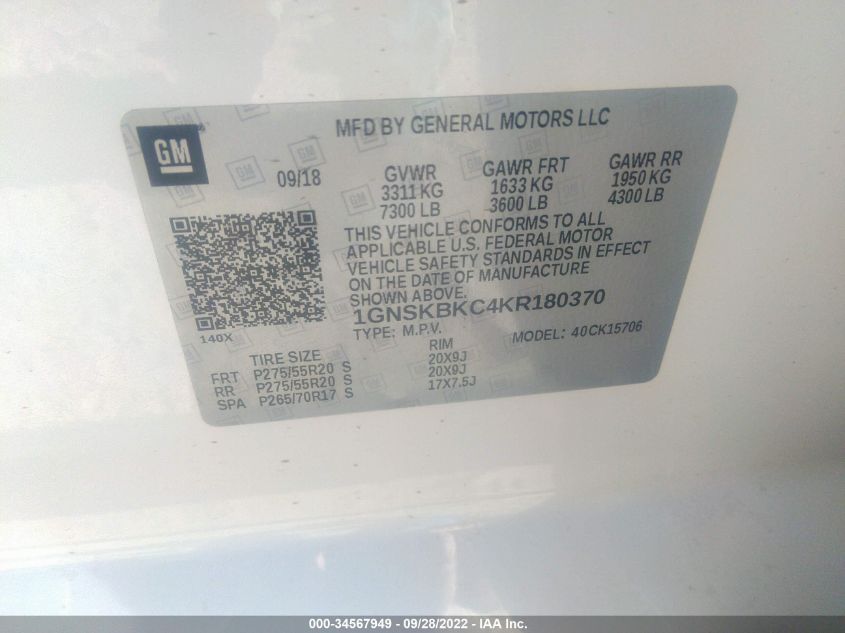 MFD BY GENERAL MOTORS LLC
GM
09/18
GVWR
3311 KG
7300 LB
GAWR FRT
1633 KG
3600 LB
GAWR RR
1950 KG
4300 LB
THIS VEHICLE CONFORMS TO ALL
APPLICABLE U.S. FEDERAL MOTOR
VEHICLE SAFETY STANDARDS IN EFFECT
ON THE DATE OF MANUFACTURE
SHOWN ABOVE.
1GNSKBKC4KR180370
TYPE: M.P.V.
MODEL: 40CK15706
140X
TIRE SIZE
RIM
FRT P275/55R20 S 20X9J
RR P275/55R20 S 20X9J
SPA P265/70R17 S 17X7.5J
000-34567949 - 09/28/2022 - IAA Inc.